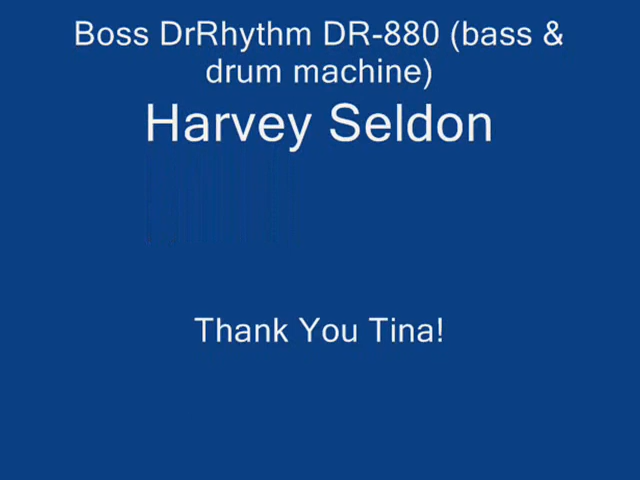 Boss DrRhythm DR-880 (bass &
drum machine)
Harvey Seldon
Thank You Tina!